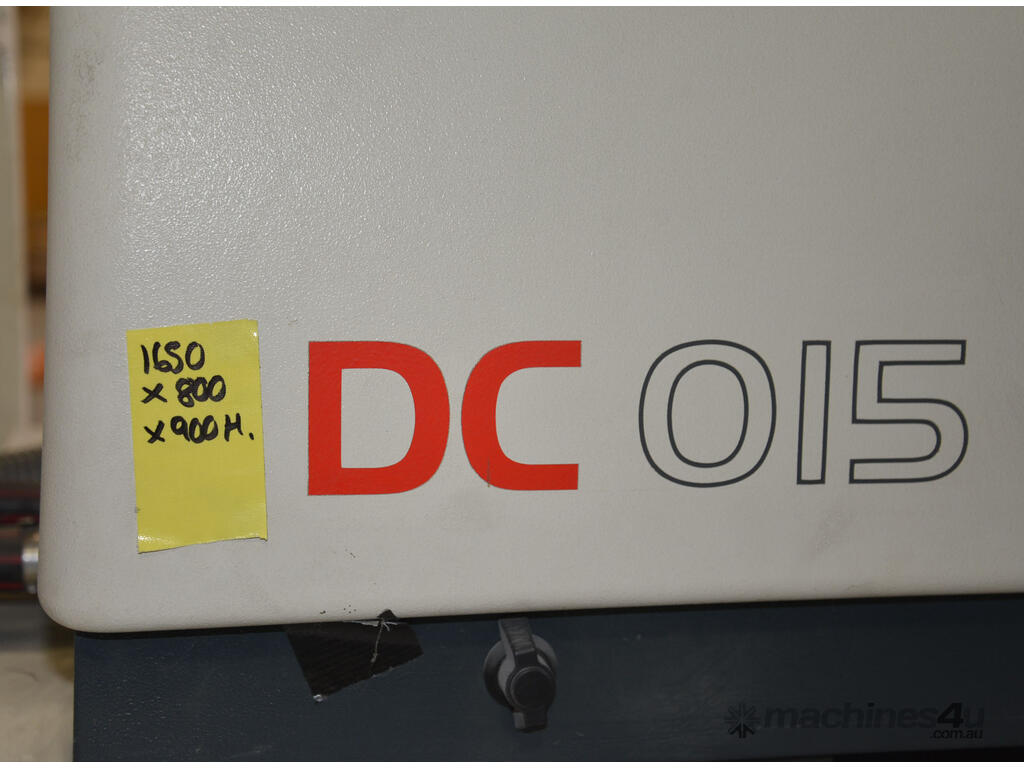 1650
x 800
x 900 H.
DC 015
machines4u
.com.au